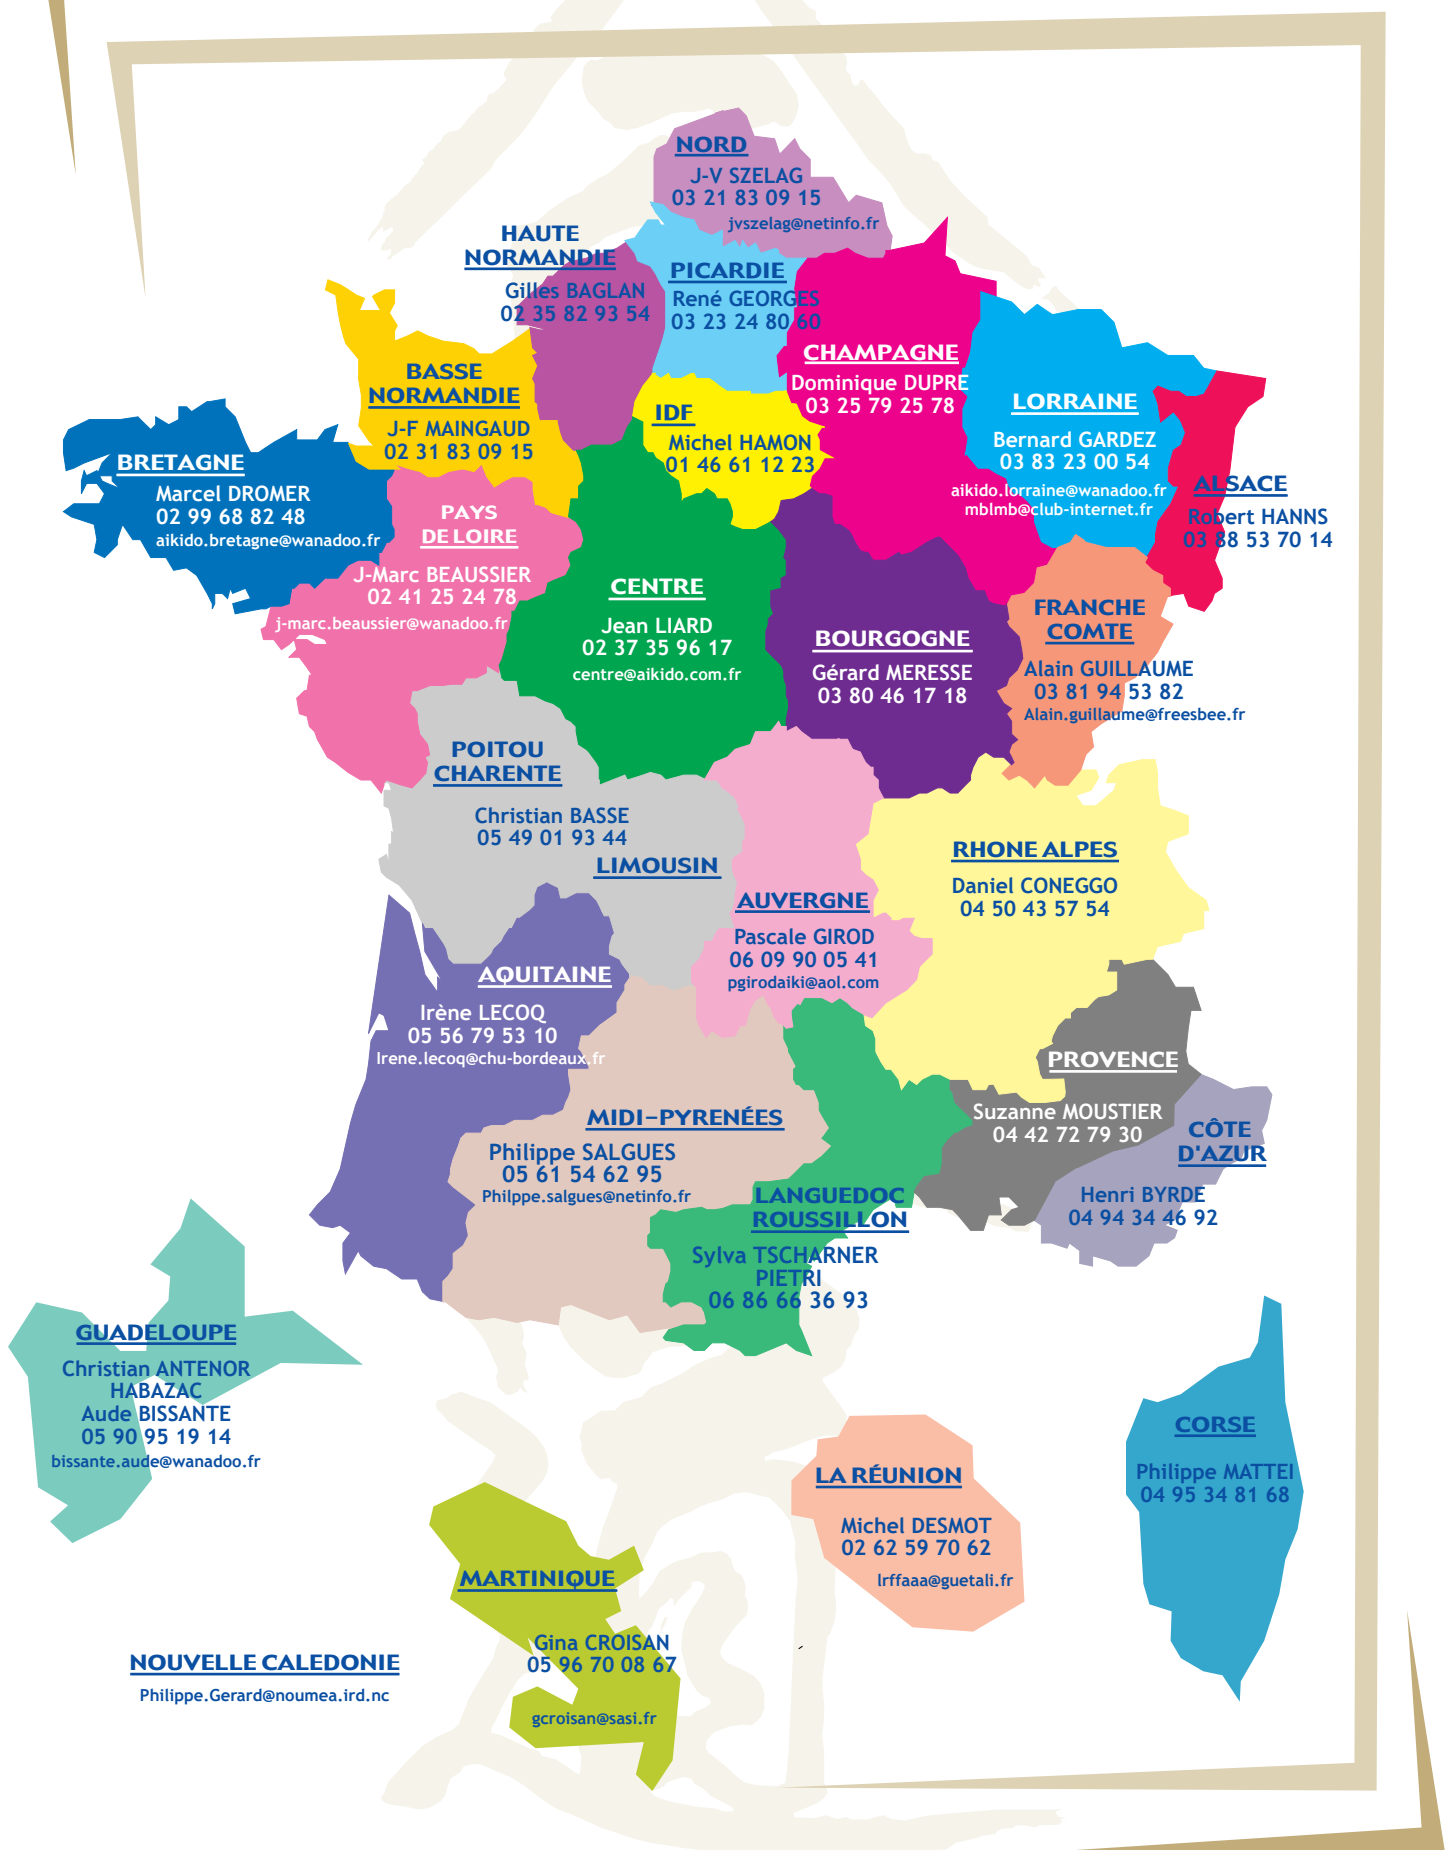 NORD
J-V SZELAG
03 21 83 09 15
jvszelag@netinfo.fr
HAUTE
NORMANDIE
Gilles BAGLAN
02 35 82 93 54
PICARDIE
René GEORGES
03 23 24 80 60
CHAMPAGNE
Dominique DUPRE
03 25 79 25 78
BASSE
NORMANDIE
J-F MAINGAUD
02 31 83 09 15
IDF
Michel HAMON
01 46 61 12 23
LORRAINE
Bernard GARDEZ
03 83 23 00 54
aikido.lorraine@wanadoo.fr
mblmb@club-internet.fr
ALSACE
Robert HANNS
03 88 53 70 14
BRETAGNE
Marcel DROMER
02 99 68 82 48
aikido.bretagne@wanadoo.fr
PAYS
DE LOIRE
J-Marc BEAUSSIER
02 41 25 24 78
j-marc.beaussier@wanadoo.fr
CENTRE
Jean LIARD
02 37 35 96 17
centre@aikido.com.fr
BOURGOGNE
Gérard MERESSE
03 80 46 17 18
FRANCHE
COMTE
Alain GUILLAUME
03 81 94 53 82
Alain.guillaume@freesbee.fr
POITOU
CHARENTE
Christian BASSE
05 49 01 93 44
LIMOUSIN
AUVERGNE
Pascale GIROD
06 09 90 05 41
pgirodaiki@aol.com
RHONE ALPES
Daniel CONEGGO
04 50 43 57 54
AQUITAINE
Irène LECOQ
05 56 79 53 10
Irene.lecoq@chu-bordeaux.fr
PROVENCE
Suzanne MOUSTIER
04 42 72 79 30
CÔTE
D'AZUR
Henri BYRDE
04 94 34 46 92
MIDI-PYRENÉES
Philippe SALGUES
05 61 54 62 95
Philppe.salgues@netinfo.fr
LANGUEDOC
ROUSSILLON
Sylva TSCHARNER
PIETRI
06 86 66 36 93
GUADELOUPE
Christian ANTENOR
HABAZAC
Aude BISSANTE
05 90 95 19 14
bissante.aude@wanadoo.fr
CORSE
Philippe MATTEI
04 95 34 81 68
LA RÉUNION
Michel DESMOT
02 62 59 70 62
lrffaaa@guetali.fr
MARTINIQUE
Gina CROISAN
05 96 70 08 67
gcroisan@sasi.fr
NOUVELLE CALEDONIE
Philippe.Gerard@noumea.ird.nc